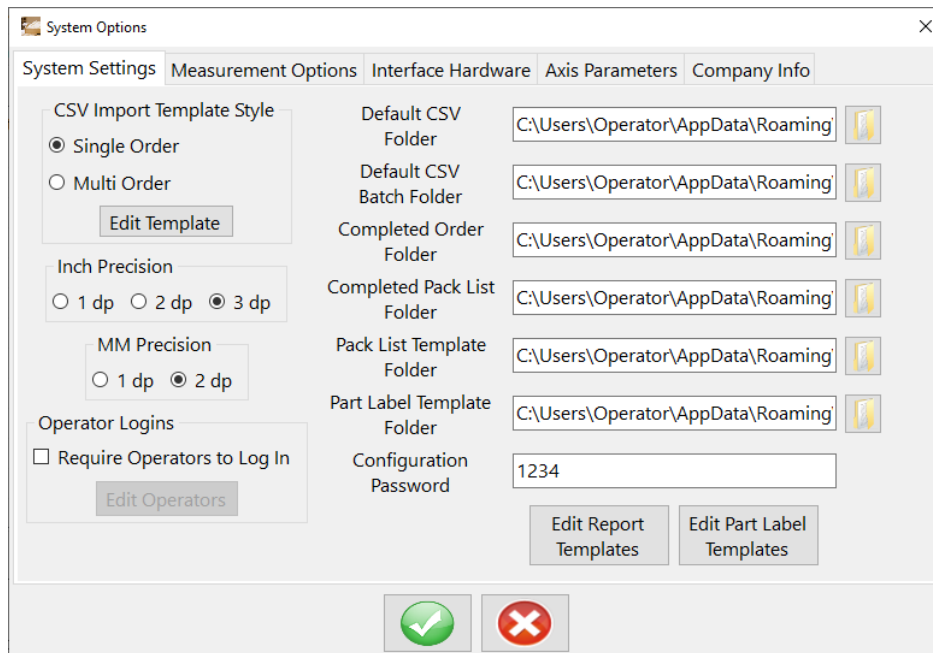 System Options
System Settings Measurement Options Interface Hardware Axis Parameters Company Info
CSV Import Template Style
Single Order
Multi Order
Edit Template
Inch Precision
1 dp 2 dp 3 dp
MM Precision
1 dp 2 dp
Operator Logins
Require Operators to Log In
Edit Operators
Default CSV
Folder
C:\Users\Operator\AppData\Roaming
Default CSV
Batch Folder
C:\Users\Operator\AppData\Roaming
Completed Order
Folder
C:\Users\Operator\AppData\Roaming
Completed Pack List
Folder
C:\Users\Operator\AppData\Roaming
Pack List Template
Folder
C:\Users\Operator\AppData\Roaming
Part Label Template
Folder
C:\Users\Operator\AppData\Roaming
Configuration
Password
1234
Edit Report
Templates
Edit Part Label
Templates